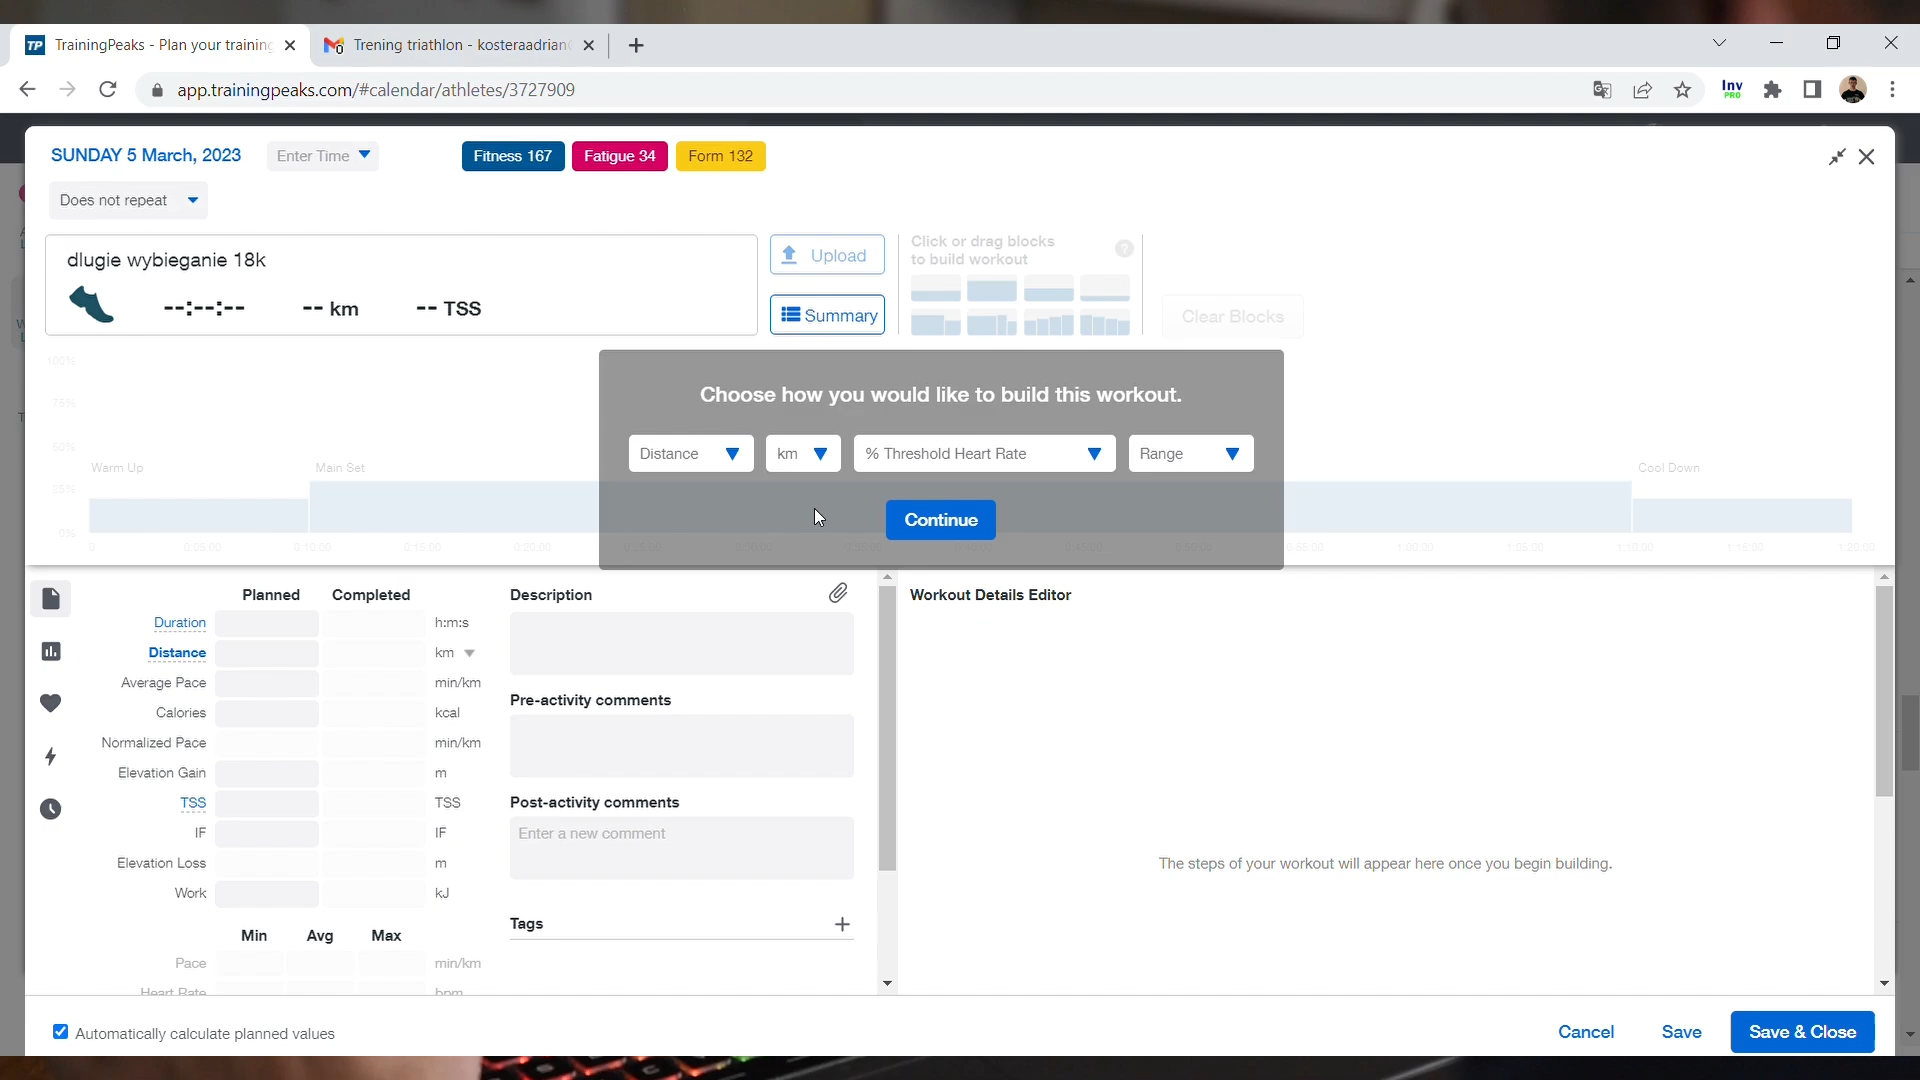 TrainingPeaks - Plan your training
Trening triathlon - kosteraadrian
app.trainingpeaks.com/#calendar/athletes/3727909
Inv
PRO
SUNDAY 5 March, 2023
Enter Time
Fitness 167
Fatigue 34
Form 132
Does not repeat
dlugie wybieganie 18k
--:--:--
-- km
-- TSS
Upload
Summary
Click or drag blocks
to build workout
?
Clear Blocks
100%
75%
50%
25%
0%
Choose how you would like to build this workout.
Distance
km
% Threshold Heart Rate
Range
Continue
Warm Up
Main Set
Cool Down
0
0:05:00
0:10:00
0:15:00
0:20:00
0:55:00
1:00:00
1:05:00
1:10:00
1:15:00
1:20:00
Planned
Completed
Duration
h:m:s
Distance
km
Average Pace
min/km
Calories
kcal
Normalized Pace
min/km
Elevation Gain
m
TSS
TSS
IF
IF
Elevation Loss
m
Work
kJ
Min
Avg
Max
Pace
min/km
Heart Rate
bpm
Description
Pre-activity comments
Post-activity comments
Enter a new comment
Tags
Workout Details Editor
The steps of your workout will appear here once you begin building.
Automatically calculate planned values
Cancel
Save
Save & Close